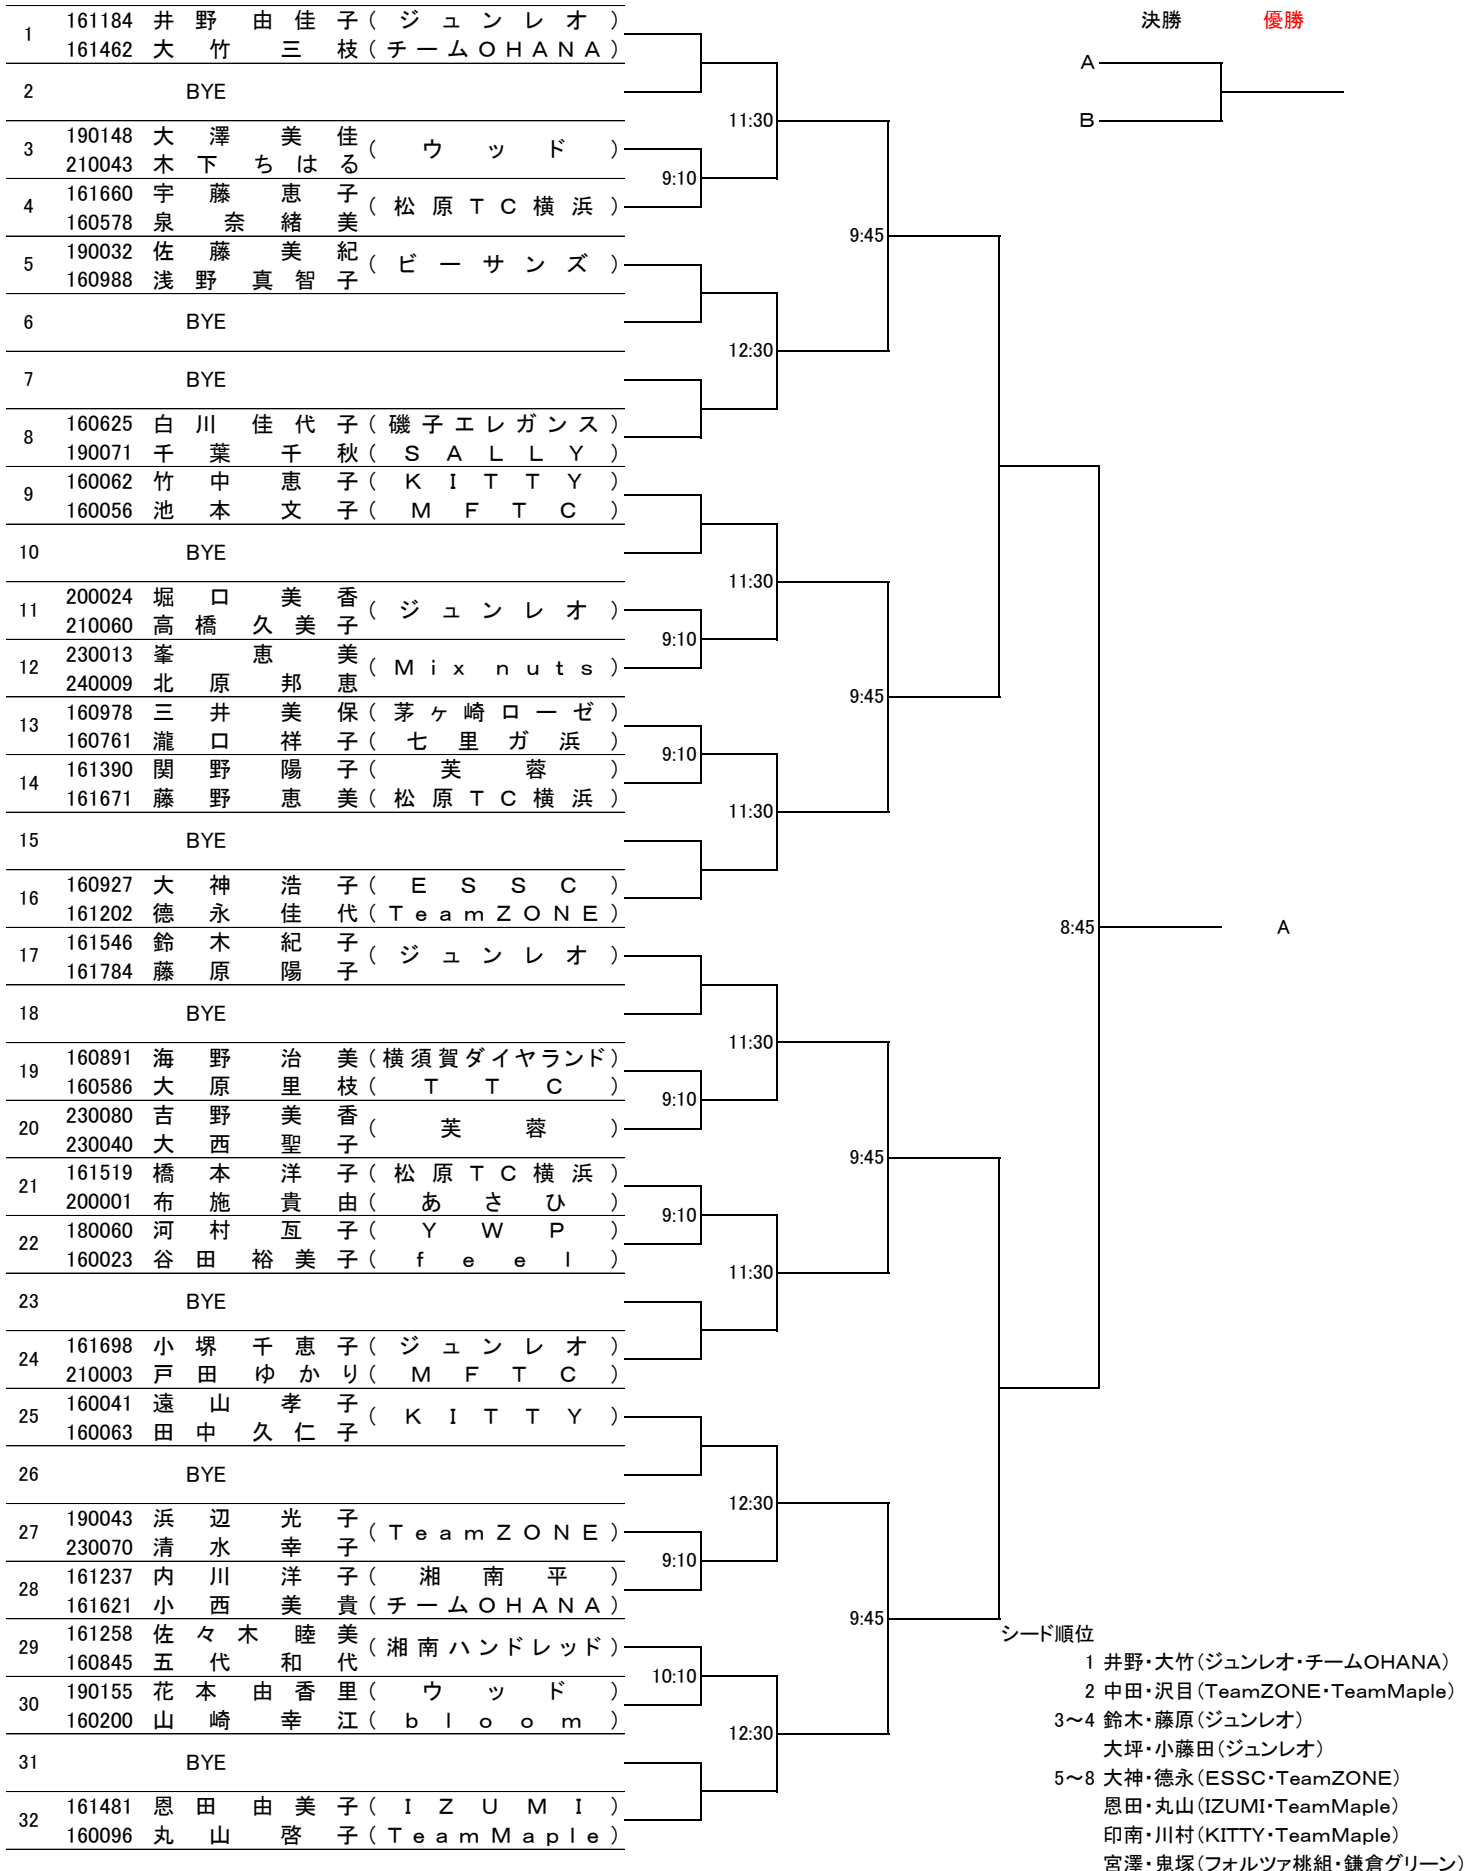 決勝 優勝
A
B
1 161184 井野由佳子(ジュンレオ)
161462 大竹三枝(チームOHANA)
2 BYE
11:30
3 190148 大澤美佳(ウッド)
210043 木下ちはる
9:10
4 161660 宇藤恵子(松原TC横浜)
160578 泉奈緒美
9:45
5 190032 佐藤美紀(ビーサンズ)
160988 浅野真智子
6 BYE
12:30
7 BYE
8 160625 白川佳代子(磯子エレガンス)
190071 千葉千秋(SALLY)
9 160062 竹中恵子(KITTY)
160056 池本文子(MFTC)
10 BYE
11:30
11 200024 堀口美香(ジュンレオ)
210060 高橋久美子
9:10
12 230013 峯恵美(Mix nuts)
240009 北原邦恵
9:45
13 160978 三井美保(茅ヶ崎ローゼ)
160761 瀧口祥子(七里ガ浜)
9:10
14 161390 関野陽子(芙蓉)
161671 藤野恵美(松原TC横浜)
11:30
15 BYE
16 160927 大神浩子(ESSC)
161202 德永佳代(TeamZONE)
8:45 A
17 161546 鈴木紀子(ジュンレオ)
161784 藤原陽子
18 BYE
11:30
19 160891 海野治美(横須賀ダイヤランド)
160586 大原里枝(TTC)
9:10
20 230080 吉野美香(芙蓉)
230040 大西聖子
9:45
21 161519 橋本洋子(松原TC横浜)
200001 布施貴由(あさひ)
9:10
22 180060 河村亙子(YWP)
160023 谷田裕美子(feel)
11:30
23 BYE
24 161698 小堺千恵子(ジュンレオ)
210003 戸田ゆかり(MFTC)
25 160041 遠山孝子(KITTY)
160063 田中久仁子
26 BYE
12:30
27 190043 浜辺光子(TeamZONE)
230070 清水幸子
9:10
28 161237 内川洋子(湘南平)
161621 小西美貴(チームOHANA)
9:45
29 161258 佐々木睦美(湘南ハンドレッド)
160845 五代和代
10:10
30 190155 花本由香里(ウッド)
160200 山崎幸江(bloom)
12:30
31 BYE
32 161481 恩田由美子(IZUMI)
160096 丸山啓子(TeamMaple)
シード順位
1 井野・大竹(ジュンレオ・チームOHANA)
2 中田・沢目(TeamZONE・TeamMaple)
3～4 鈴木・藤原(ジュンレオ)
大坪・小藤田(ジュンレオ)
5～8 大神・德永(ESSC・TeamZONE)
恩田・丸山(IZUMI・TeamMaple)
印南・川村(KITTY・TeamMaple)
宮澤・鬼塚(フォルツァ桃組・鎌倉グリーン)